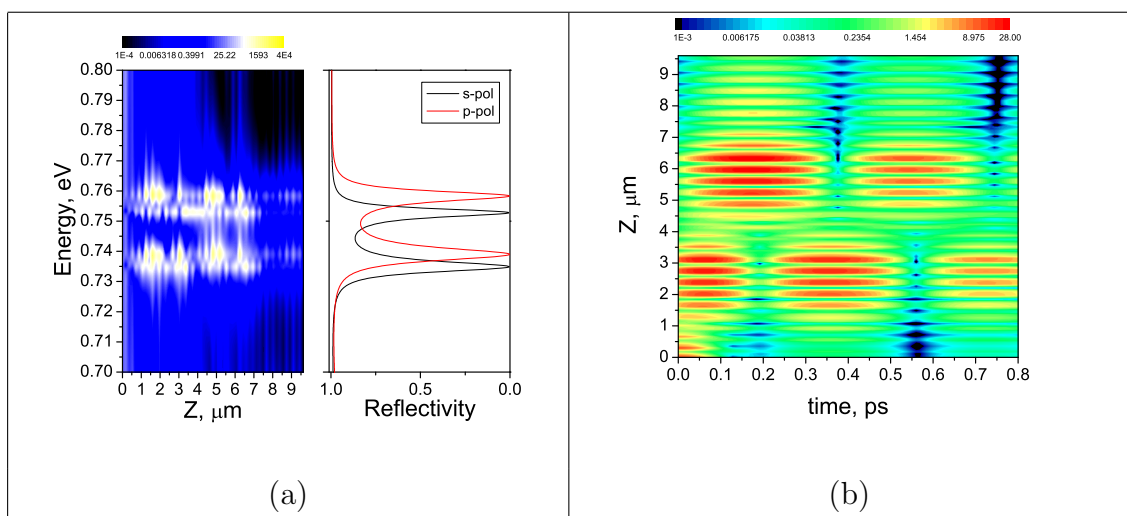 1E-4 0.006318 0.3991 25.22 1593 4E4
0.80
0.79
0.78
0.77
0.76
0.75
0.74
0.73
0.72
0.71
0.70
Energy, eV
0 1 2 3 4 5 6 7 8 9
Z, μm
s-pol
p-pol
1.0 0.5 0.0
Reflectivity
(a)
1E-3 0.006175 0.03813 0.2354 1.454 8.975 28.00
9
8
7
6
5
4
3
2
1
0
Z, μm
0.0 0.1 0.2 0.3 0.4 0.5 0.6 0.7 0.8
time, ps
(b)